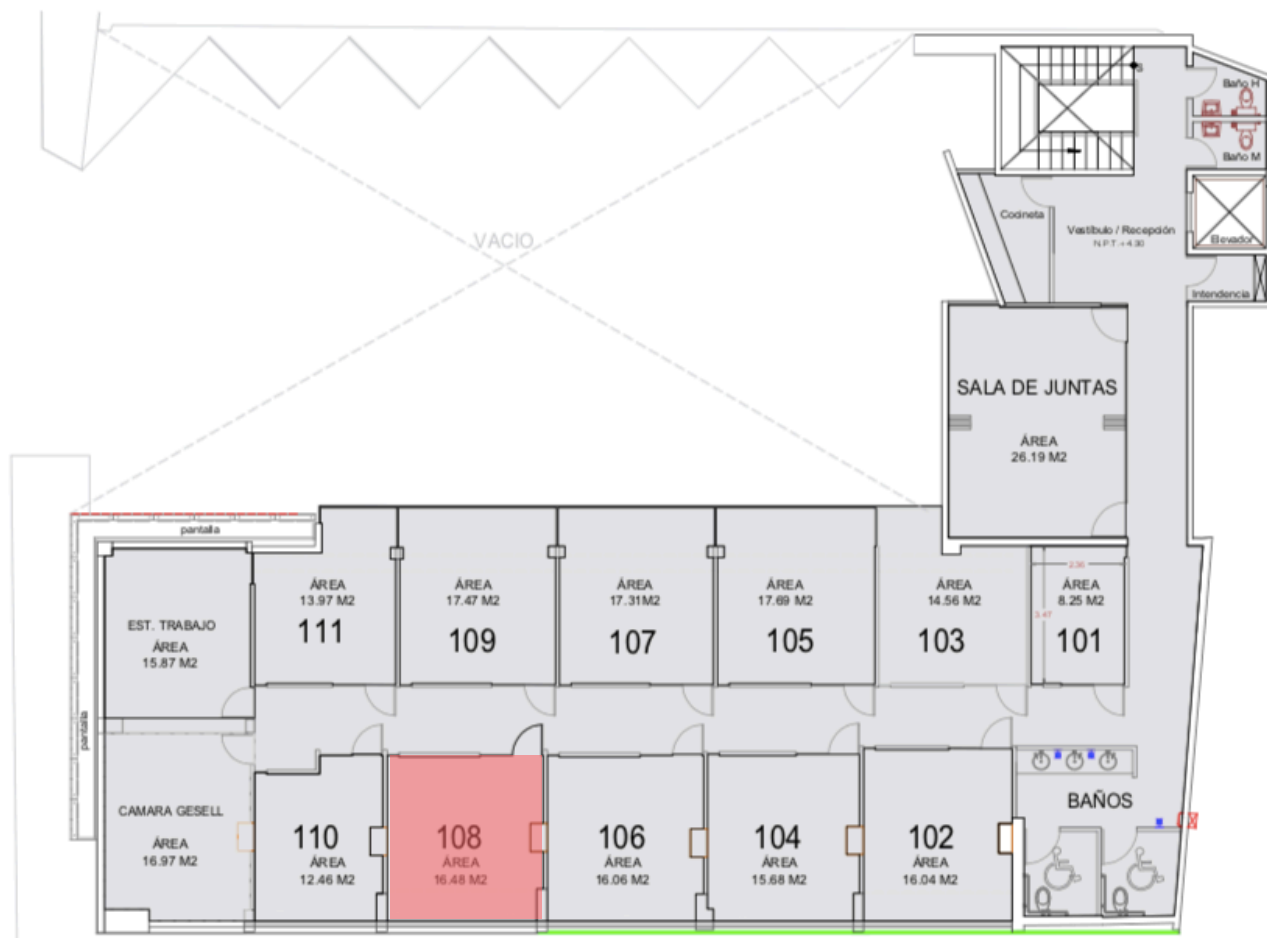 S
Baño H
Baño M
Cocineta
Vestíbulo / Recepción
N.P.T. + 4.30
Elevador
Intendencia
VACIO
SALA DE JUNTAS
ÁREA
26.19 M2
pantalla
pantalla
EST. TRABAJO
ÁREA
15.87 M2
ÁREA
13.97 M2
111
ÁREA
17.47 M2
109
ÁREA
17.31M2
107
ÁREA
17.69 M2
105
ÁREA
14.56 M2
103
2.36
3.47
ÁREA
8.25 M2
101
CAMARA GESELL
ÁREA
16.97 M2
110
ÁREA
12.46 M2
108
ÁREA
16.48 M2
106
ÁREA
16.06 M2
104
ÁREA
15.68 M2
102
ÁREA
16.04 M2
BAÑOS